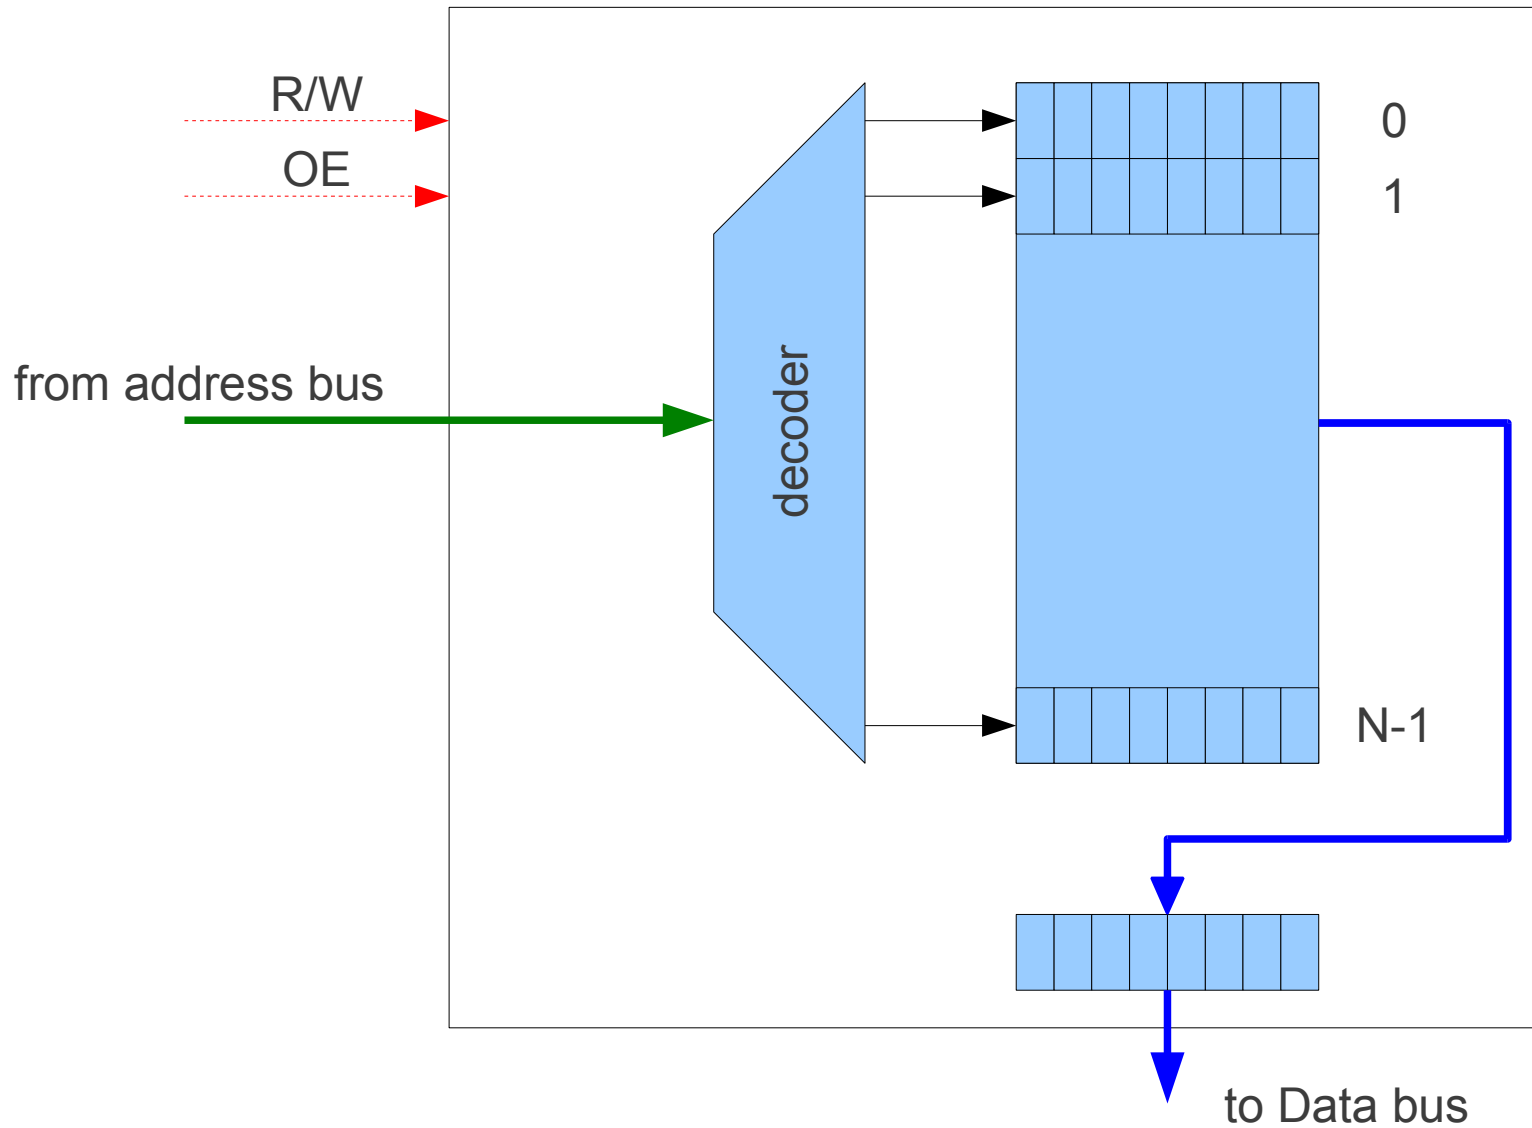 R/W
OE
0
1
from address bus
decoder
N-1
to Data bus